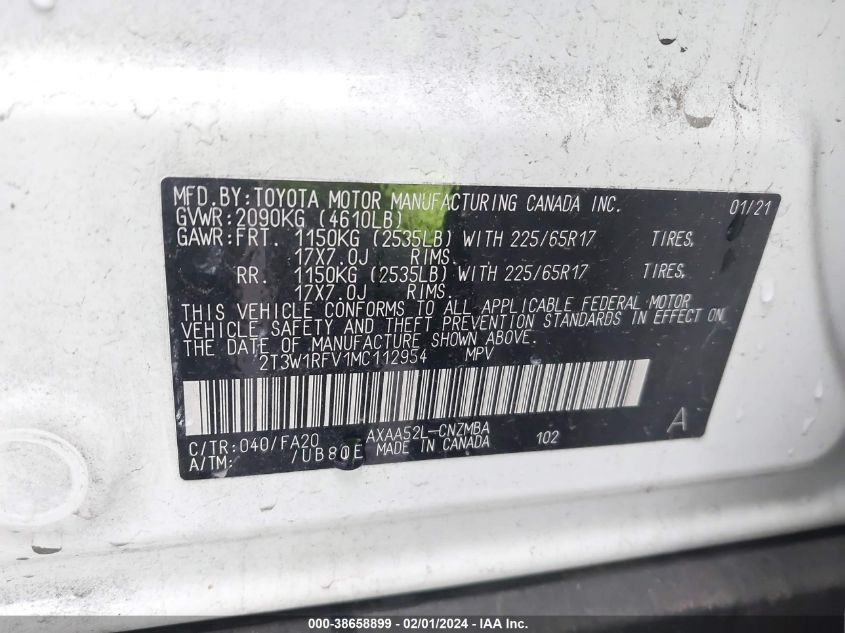 MFD. BY: TOYOTA MOTOR MANUFACTURING CANADA INC. 01/21
GVWR: 2090KG (4610LB)
GAWR: FRT. 1150KG (2535LB) WITH 225/65R17 TIRES,
17X7.0J RIMS.
RR. 1150KG (2535LB) WITH 225/65R17 TIRES,
17X7.0J RIMS.
THIS VEHICLE CONFORMS TO ALL APPLICABLE FEDERAL MOTOR
VEHICLE SAFETY AND THEFT PREVENTION STANDARDS IN EFFECT ON
THE DATE OF MANUFACTURE SHOWN ABOVE.
2T3W1RFV1MC112954 MPV
C/TR: 040/FA20 AXAA52L-CNZMBA A
A/TM: /UB80E MADE IN CANADA 102
000-38658899 / 02/01/2024 - IAAI Inc.